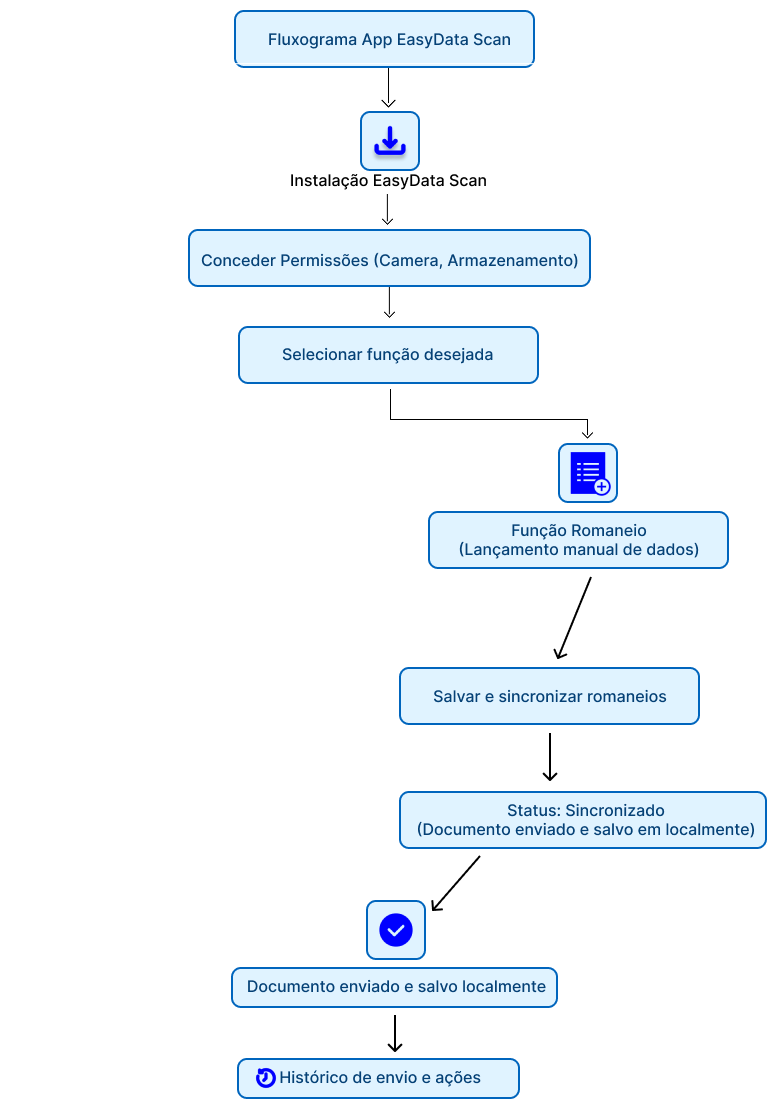 Fluxograma App EasyData Scan
Instalação EasyData Scan
Conceder Permissões (Camera, Armazenamento)
Selecionar função desejada
Função Romaneio
(Lançamento manual de dados)
Salvar e sincronizar romaneios
Status: Sincronizado
(Documento enviado e salvo em localmente)
Documento enviado e salvo localmente
Histórico de envio e ações